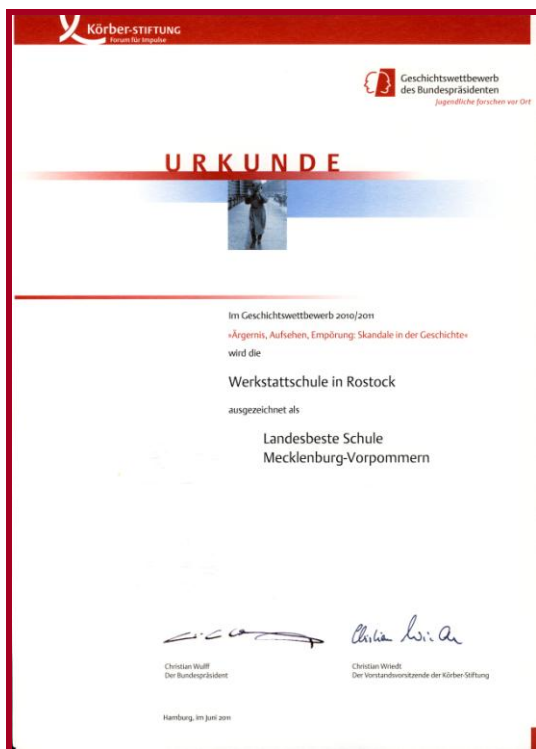 Körber-STIFTUNG
Forum für Impulse
Geschichtswettbewerb
des Bundespräsidenten
Jugendliche forschen vor Ort
URKUNDE
Im Geschichtswettbewerb 2010/2011
»Ärgernis, Aufsehen, Empörung: Skandale in der Geschichte«
wird die
Werkstattschule in Rostock
ausgezeichnet als
Landesbeste Schule
Mecklenburg-Vorpommern
Christian Wulff
Der Bundespräsident
Christian Wriedt
Der Vorstandsvorsitzende der Körber-Stiftung
Hamburg, im Juni 2011